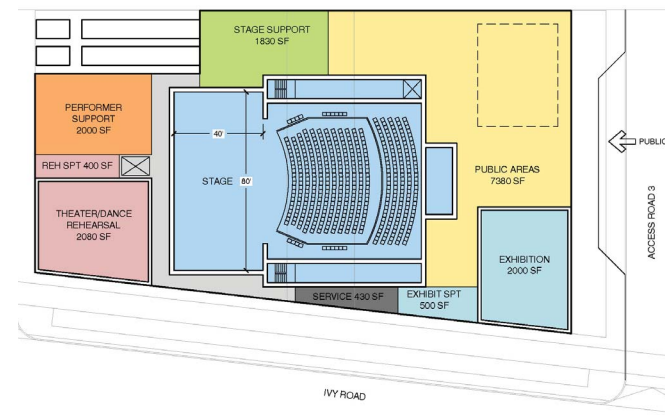 STAGE SUPPORT
1830 SF
PERFORMER
SUPPORT
2000 SF
40'
REH SPT 400 SF
STAGE
80'
PUBLIC AREAS
7380 SF
PUBLIC
ACCESS ROAD 3
THEATER/DANCE
REHEARSAL
2080 SF
EXHIBITION
2000 SF
SERVICE 430 SF
EXHIBIT SPT
500 SF
IVY ROAD